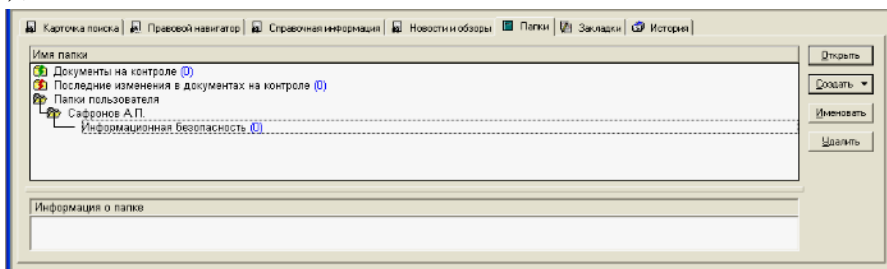 Карточка поиска Правовой навигатор Справочная информация Новости и обзоры Папки Закладки История
Имя папки
Документы на контроле (0)
Последние изменения в документах на контроле (0)
Папки пользователя
Сафронов А.П.
Информационная безопасность (0)
Открыть
Создать
Именовать
Удалить
Информация о папке